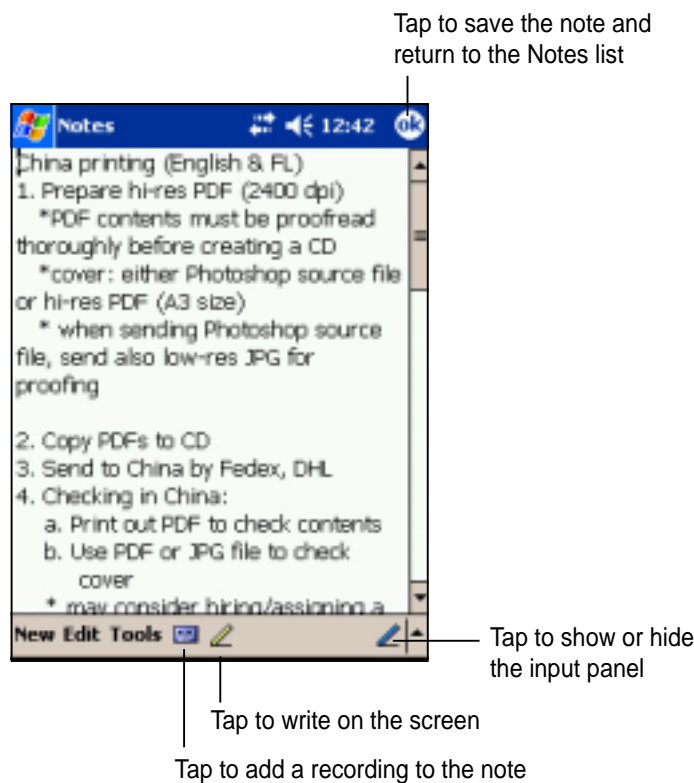 Tap to save the note and
return to the Notes list
Notes 12:42 ok
China printing (English & FL)
1. Prepare hi-res PDF (2400 dpi)
*PDF contents must be proofread
thoroughly before creating a CD
*cover: either Photoshop source file
or hi-res PDF (A3 size)
* when sending Photoshop source
file, send also low-res JPG for
proofing
2. Copy PDFs to CD
3. Send to China by Fedex, DHL
4. Checking in China:
a. Print out PDF to check contents
b. Use PDF or JPG file to check
cover
* may consider hiring/assigning a
New Edit Tools
Tap to show or hide
the input panel
Tap to write on the screen
Tap to add a recording to the note